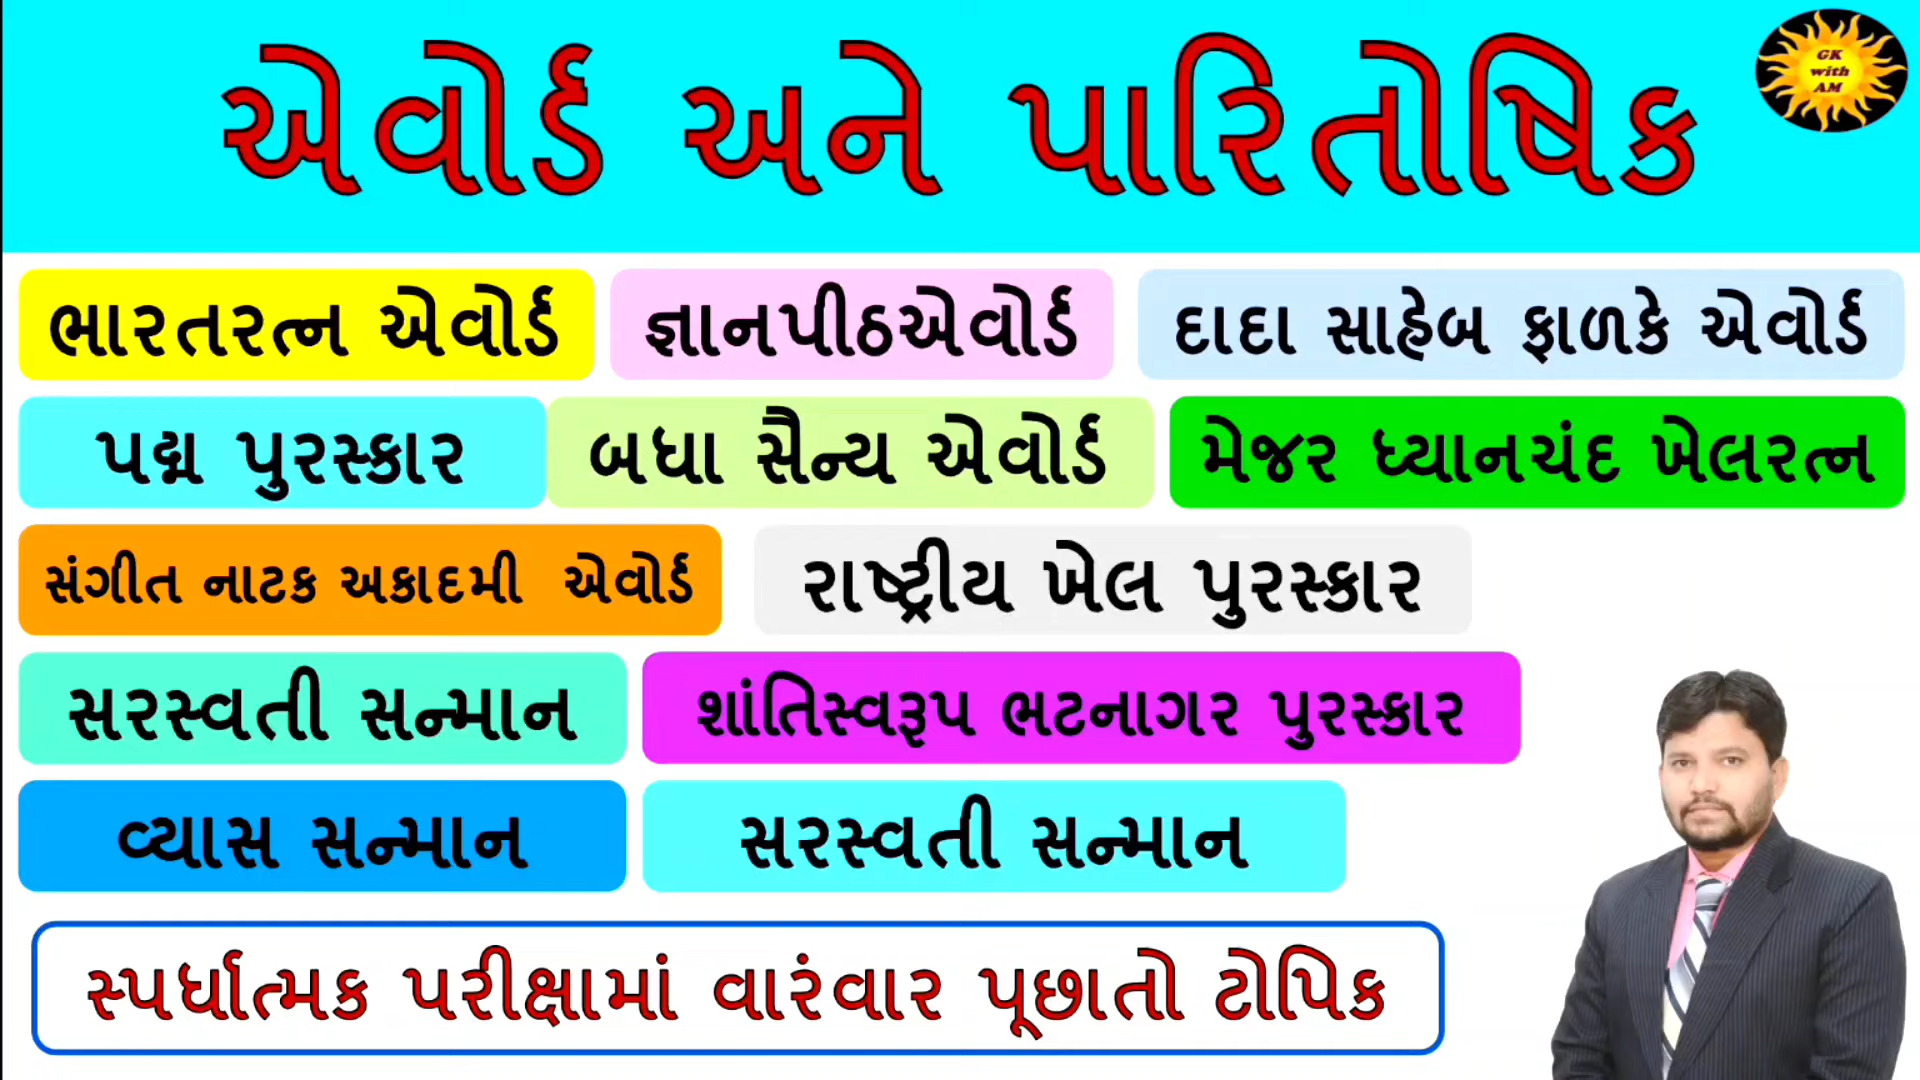 એવોર્ડ અને પારિતોષિક
GK
with
AM
ભારતરત્ન એવોર્ડ
જ્ઞાનપીઠએવોર્ડ
દાદા સાહેબ ફાળકે એવોર્ડ
પદ્મ પુરસ્કાર
બધા સૈન્ય એવોર્ડ
મેજર ધ્યાનચંદ ખેલરત્ન
સંગીત નાટક અકાદમી એવોર્ડ
રાષ્ટ્રીય ખેલ પુરસ્કાર
સરસ્વતી સન્માન
શાંતિસ્વરૂપ ભટનાગર પુરસ્કાર
વ્યાસ સન્માન
સરસ્વતી સન્માન
સ્પર્ધાત્મક પરીક્ષામાં વારંવાર પૂછાતો ટોપિક